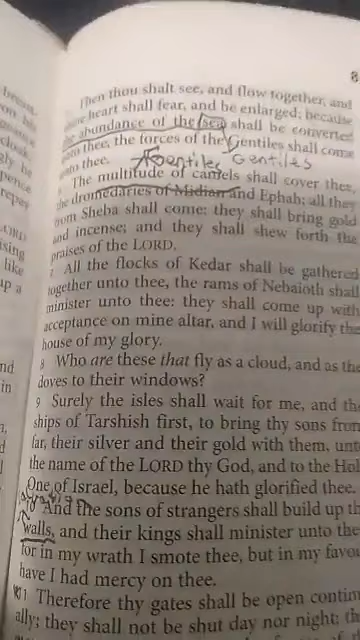 8
Then thou shalt see, and flow together, and
heart shall fear, and be enlarged; because
abundance of the sea shall be converted
unto thee, the forces of the Gentiles shall come
unto thee.
Gentiles Gentiles
The multitude of camels shall cover thee,
the dromedaries of Midian and Ephah; all they
from Sheba shall come: they shall bring gold
and incense; and they shall shew forth the
praises of the LORD.
7 All the flocks of Kedar shall be gathered
together unto thee, the rams of Nebaioth shall
minister unto thee: they shall come up with
acceptance on mine altar, and I will glorify the
house of my glory.
8 Who are these that fly as a cloud, and as the
doves to their windows?
9 Surely the isles shall wait for me, and the
ships of Tarshish first, to bring thy sons from
far, their silver and their gold with them, unto
the name of the LORD thy God, and to the Hol
One of Israel, because he hath glorified thee.
10 And the sons of strangers shall build up th
walls, and their kings shall minister unto the
for in my wrath I smote thee, but in my favou
have I had mercy on thee.
11 Therefore thy gates shall be open contin
ally; they shall not be shut day nor night; th